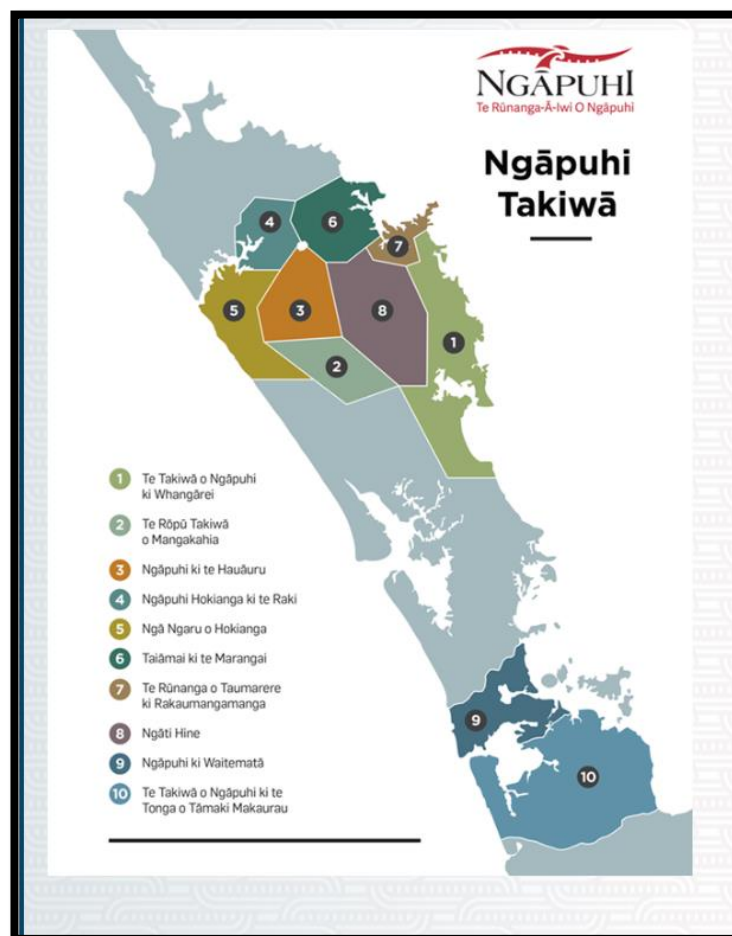 NGĀPUHI
Te Rūnanga-Ā-Iwi O Ngāpuhi
Ngāpuhi
Takiwā
4
6
7
5
3
8
1
2
9
10
1 Te Takiwā o Ngāpuhi
ki Whangārei
2 Te Rōpū Takiwā
o Mangakahia
3 Ngāpuhi ki te Hauāuru
4 Ngāpuhi Hokianga ki te Raki
5 Ngā Ngaru o Hokianga
6 Taiāmai ki te Marangai
7 Te Rūnanga o Taumarere
ki Rakaumangamanga
8 Ngāti Hine
9 Ngāpuhi ki Waitematā
10 Te Takiwā o Ngāpuhi ki te
Tonga o Tāmaki Makaurau